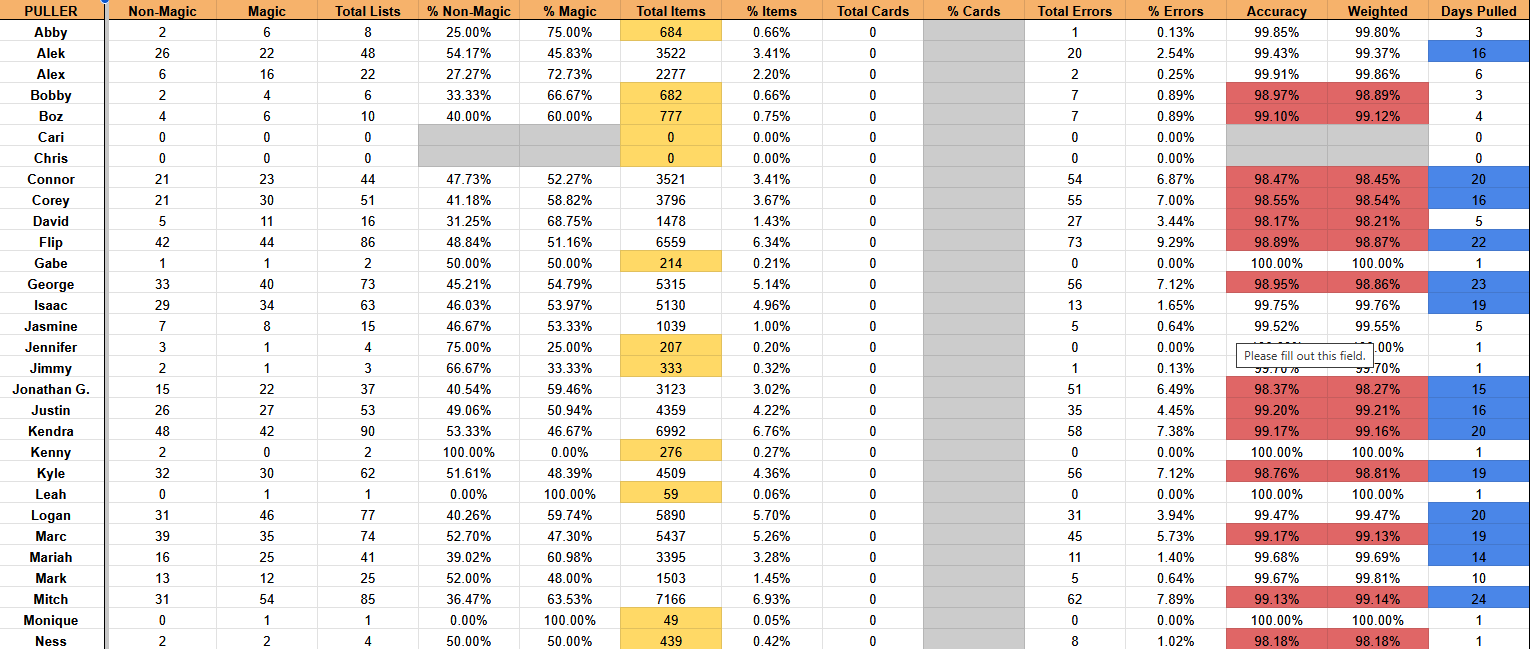 PULLER Non-Magic Magic Total Lists % Non-Magic % Magic Total Items % Items Total Cards % Cards Total Errors % Errors Accuracy Weighted Days Pulled
Abby 2 6 8 25.00% 75.00% 684 0.66% 0 1 0.13% 99.85% 99.80% 3
Alek 26 22 48 54.17% 45.83% 3522 3.41% 0 20 2.54% 99.43% 99.37% 16
Alex 6 16 22 27.27% 72.73% 2277 2.20% 0 2 0.25% 99.91% 99.86% 6
Bobby 2 4 6 33.33% 66.67% 682 0.66% 0 7 0.89% 98.97% 98.89% 3
Boz 4 6 10 40.00% 60.00% 777 0.75% 0 7 0.89% 99.10% 99.12% 4
Cari 0 0 0 0 0.00% 0 0 0.00% 0
Chris 0 0 0 0 0.00% 0 0 0.00% 0
Connor 21 23 44 47.73% 52.27% 3521 3.41% 0 54 6.87% 98.47% 98.45% 20
Corey 21 30 51 41.18% 58.82% 3796 3.67% 0 55 7.00% 98.55% 98.54% 16
David 5 11 16 31.25% 68.75% 1478 1.43% 0 27 3.44% 98.17% 98.21% 5
Flip 42 44 86 48.84% 51.16% 6559 6.34% 0 73 9.29% 98.89% 98.87% 22
Gabe 1 1 2 50.00% 50.00% 214 0.21% 0 0 0.00% 100.00% 100.00% 1
George 33 40 73 45.21% 54.79% 5315 5.14% 0 56 7.12% 98.95% 98.86% 23
Isaac 29 34 63 46.03% 53.97% 5130 4.96% 0 13 1.65% 99.75% 99.76% 19
Jasmine 7 8 15 46.67% 53.33% 1039 1.00% 0 5 0.64% 99.52% 99.55% 5
Jennifer 3 1 4 75.00% 25.00% 207 0.20% 0 0 0.00% 1
Please fill out this field.
Jimmy 2 1 3 66.67% 33.33% 333 0.32% 0 1 0.13% 99.70% 99.70% 1
Jonathan G. 15 22 37 40.54% 59.46% 3123 3.02% 0 51 6.49% 98.37% 98.27% 15
Justin 26 27 53 49.06% 50.94% 4359 4.22% 0 35 4.45% 99.20% 99.21% 16
Kendra 48 42 90 53.33% 46.67% 6992 6.76% 0 58 7.38% 99.17% 99.16% 20
Kenny 2 0 2 100.00% 0.00% 276 0.27% 0 0 0.00% 100.00% 100.00% 1
Kyle 32 30 62 51.61% 48.39% 4509 4.36% 0 56 7.12% 98.76% 98.81% 19
Leah 0 1 1 0.00% 100.00% 59 0.06% 0 0 0.00% 100.00% 100.00% 1
Logan 31 46 77 40.26% 59.74% 5890 5.70% 0 31 3.94% 99.47% 99.47% 20
Marc 39 35 74 52.70% 47.30% 5437 5.26% 0 45 5.73% 99.17% 99.13% 19
Mariah 16 25 41 39.02% 60.98% 3395 3.28% 0 11 1.40% 99.68% 99.69% 14
Mark 13 12 25 52.00% 48.00% 1503 1.45% 0 5 0.64% 99.67% 99.81% 10
Mitch 31 54 85 36.47% 63.53% 7166 6.93% 0 62 7.89% 99.13% 99.14% 24
Monique 0 1 1 0.00% 100.00% 49 0.05% 0 0 0.00% 100.00% 100.00% 1
Ness 2 2 4 50.00% 50.00% 439 0.42% 0 8 1.02% 98.18% 98.18% 1